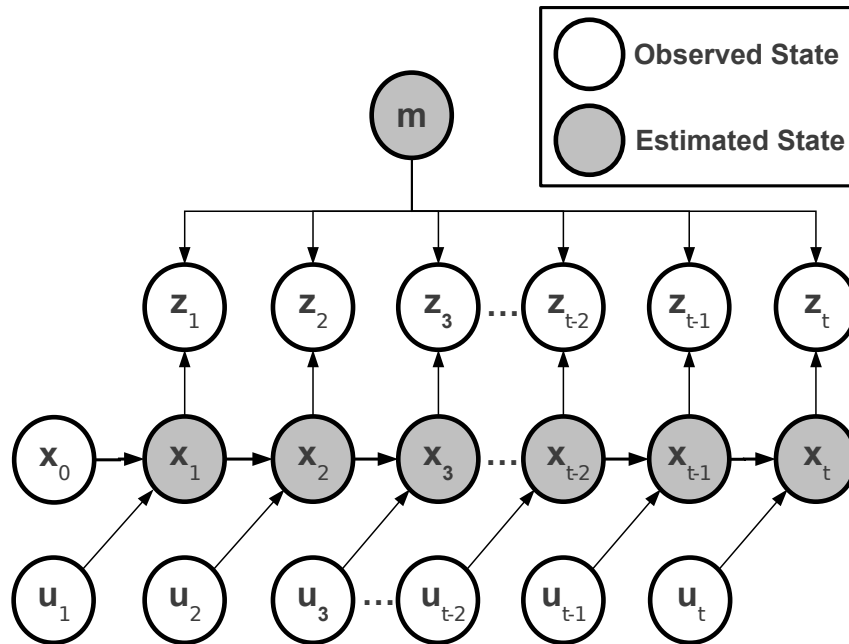 Observed State
Estimated State
m
z₁ z₂ z₃ ... zₜ₋₂ zₜ₋₁ zₜ
x₀ x₁ x₂ x₃ ... xₜ₋₂ xₜ₋₁ xₜ
u₁ u₂ u₃ ... uₜ₋₂ uₜ₋₁ uₜ